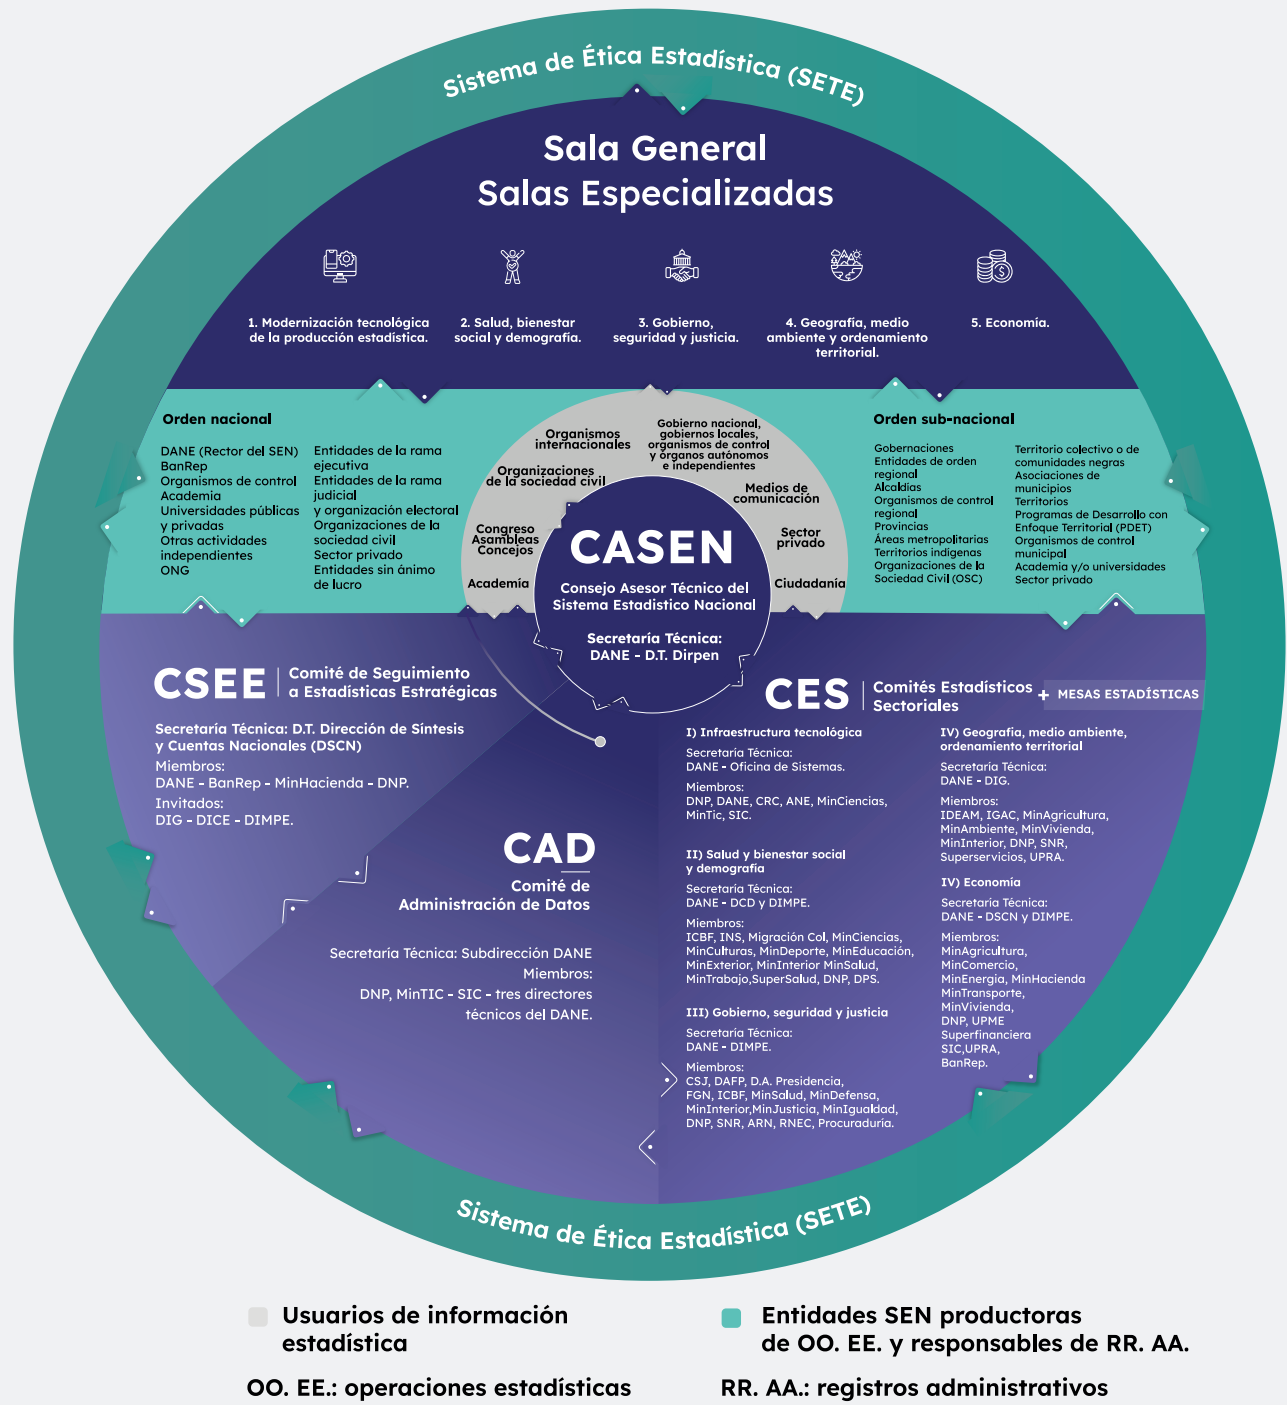 Sistema de Ética Estadística (SETE)
Sala General
Salas Especializadas
1. Modernización tecnológica
de la producción estadística.
2. Salud, bienestar
social y demografía.
3. Gobierno,
seguridad y justicia.
4. Geografía, medio
ambiente y ordenamiento
territorial.
5. Economía.
Orden nacional
DANE (Rector del SEN)
BanRep
Organismos de control
Academia
Universidades públicas
y privadas
Otras actividades
independientes
ONG
Entidades de la rama
ejecutiva
Entidades de la rama
judicial
y organización electoral
Organizaciones de la
sociedad civil
Sector privado
Entidades sin ánimo
de lucro
Academía
Congreso
Asambleas
Concejos
Organizaciones
de la sociedad civil
Organismos
internacionales
Gobierno nacional,
gobiernos locales,
organismos de control
y órganos autónomos
e independientes
Medios de
comunicación
Sector
privado
Ciudadanía
CASEN
Consejo Asesor Técnico del
Sistema Estadistico Nacional
Secretaría Técnica:
DANE - D.T. Dirpen
Orden sub-nacional
Gobernaciones
Entidades de orden
regional
Alcaldías
Organismos de control
regional
Provincias
Áreas metropolitarias
Territorios indígenas
Organizaciones de la
Sociedad Civil (OSC)
Territorio colectivo o de
comunidades negras
Asociaciones de
municipios
Territorios
Programas de Desarrollo con
Enfoque Territorial (PDET)
Organismos de control
municipal
Academia y/o universidades
Sector privado
CSEE
Comité de Seguimiento
a Estadísticas Estratégicas
Secretaría Técnica: D.T. Dirección de Síntesis
y Cuentas Nacionales (DSCN)
Miembros:
DANE - BanRep - MinHacienda - DNP.
Invitados:
DIG - DICE - DIMPE.
CAD
Comité de
Administración de Datos
Secretaría Técnica: Subdirección DANE
Miembros:
DNP, MinTIC - SIC - tres directores
técnicos del DANE.
CES
Comités Estadísticos
Sectoriales
+ MESAS ESTADÍSTICAS
I) Infraestructura tecnológica
Secretaría Técnica:
DANE - Oficina de Sistemas.
Miembros:
DNP, DANE, CRC, ANE, MinCiencias,
MinTic, SIC.
II) Salud y bienestar social
y demografía
Secretaría Técnica:
DANE - DCD y DIMPE.
Miembros:
ICBF, INS, Migración Col, MinCiencias,
MinCulturas, MinDeporte, MinEducación,
MinExterior, MinInterior MinSalud,
MinTrabajo,SuperSalud, DNP, DPS.
III) Gobierno, seguridad y justicia
Secretaría Técnica:
DANE - DIMPE.
Miembros:
CSJ, DAFP, D.A. Presidencia,
FGN, ICBF, MinSalud, MinDefensa,
MinInterior,MinJusticia, MinIgualdad,
DNP, SNR, ARN, RNEC, Procuraduría.
IV) Geografía, medio ambiente,
ordenamiento territorial
Secretaría Técnica:
DANE - DIG.
Miembros:
IDEAM, IGAC, MinAgricultura,
MinAmbiente, MinVivienda,
MinInterior, DNP, SNR,
Superservicios, UPRA.
IV) Economía
Secretaría Técnica:
DANE - DSCN y DIMPE.
Miembros:
MinAgricultura,
MinComercio,
MinEnergia, MinHacienda
MinTransporte,
MinVivienda,
DNP, UPME
Superfinanciera
SIC,UPRA,
BanRep.
Sistema de Ética Estadística (SETE)
Usuarios de información
estadística
Entidades SEN productoras
de OO. EE. y responsables de RR. AA.
OO. EE.: operaciones estadísticas
RR. AA.: registros administrativos